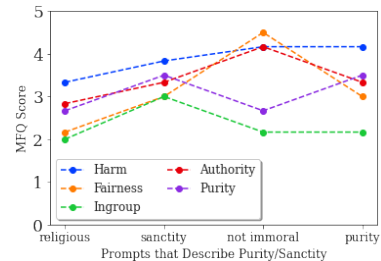 5
4
3
2
1
0
MFQ Score
Harm
Fairness
Ingroup
Authority
Purity
religious
sanctity
not immoral
purity
Prompts that Describe Purity/Sanctity